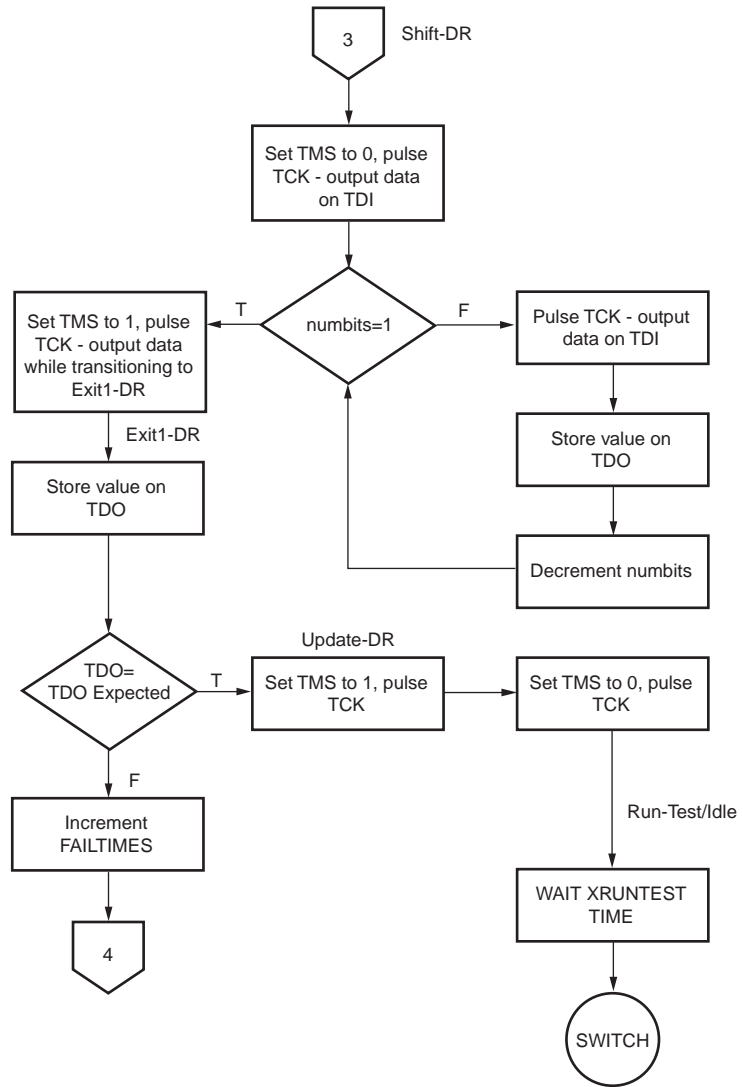 3
Shift-DR
Set TMS to 0, pulse
TCK - output data
on TDI
numbits=1
T
F
Set TMS to 1, pulse
TCK - output data
while transitioning to
Exit1-DR
Pulse TCK - output
data on TDI
Exit1-DR
Store value on
TDO
Store value on
TDO
Decrement numbits
TDO=
TDO Expected
T
Update-DR
Set TMS to 1, pulse
TCK
Set TMS to 0, pulse
TCK
F
Increment
FAILTIMES
Run-Test/Idle
4
WAIT XRUNTEST
TIME
SWITCH